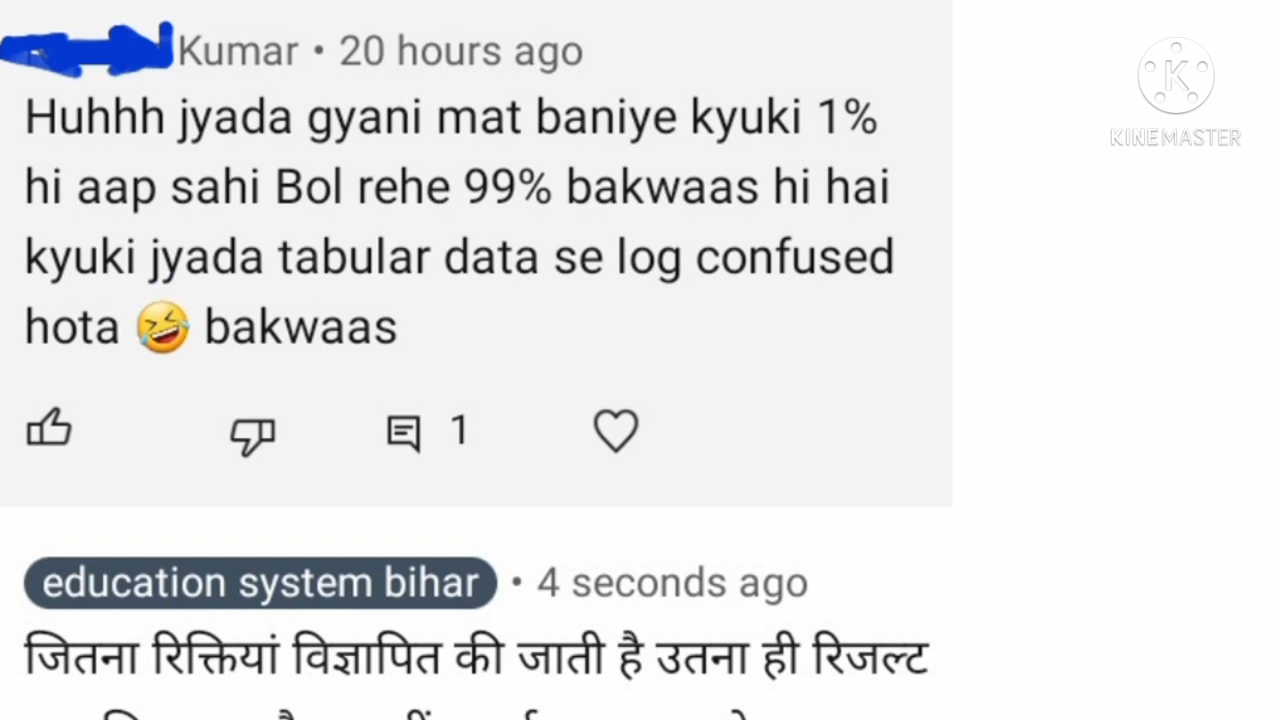 Kumar • 20 hours ago
Huhhh jyada gyani mat baniye kyuki 1%
hi aap sahi Bol rehe 99% bakwaas hi hai
kyuki jyada tabular data se log confused
hota 🤣 bakwaas
1
education system bihar • 4 seconds ago
जितना रिक्तियां विज्ञापित की जाती है उतना ही रिजल्ट
K
KINEMASTER